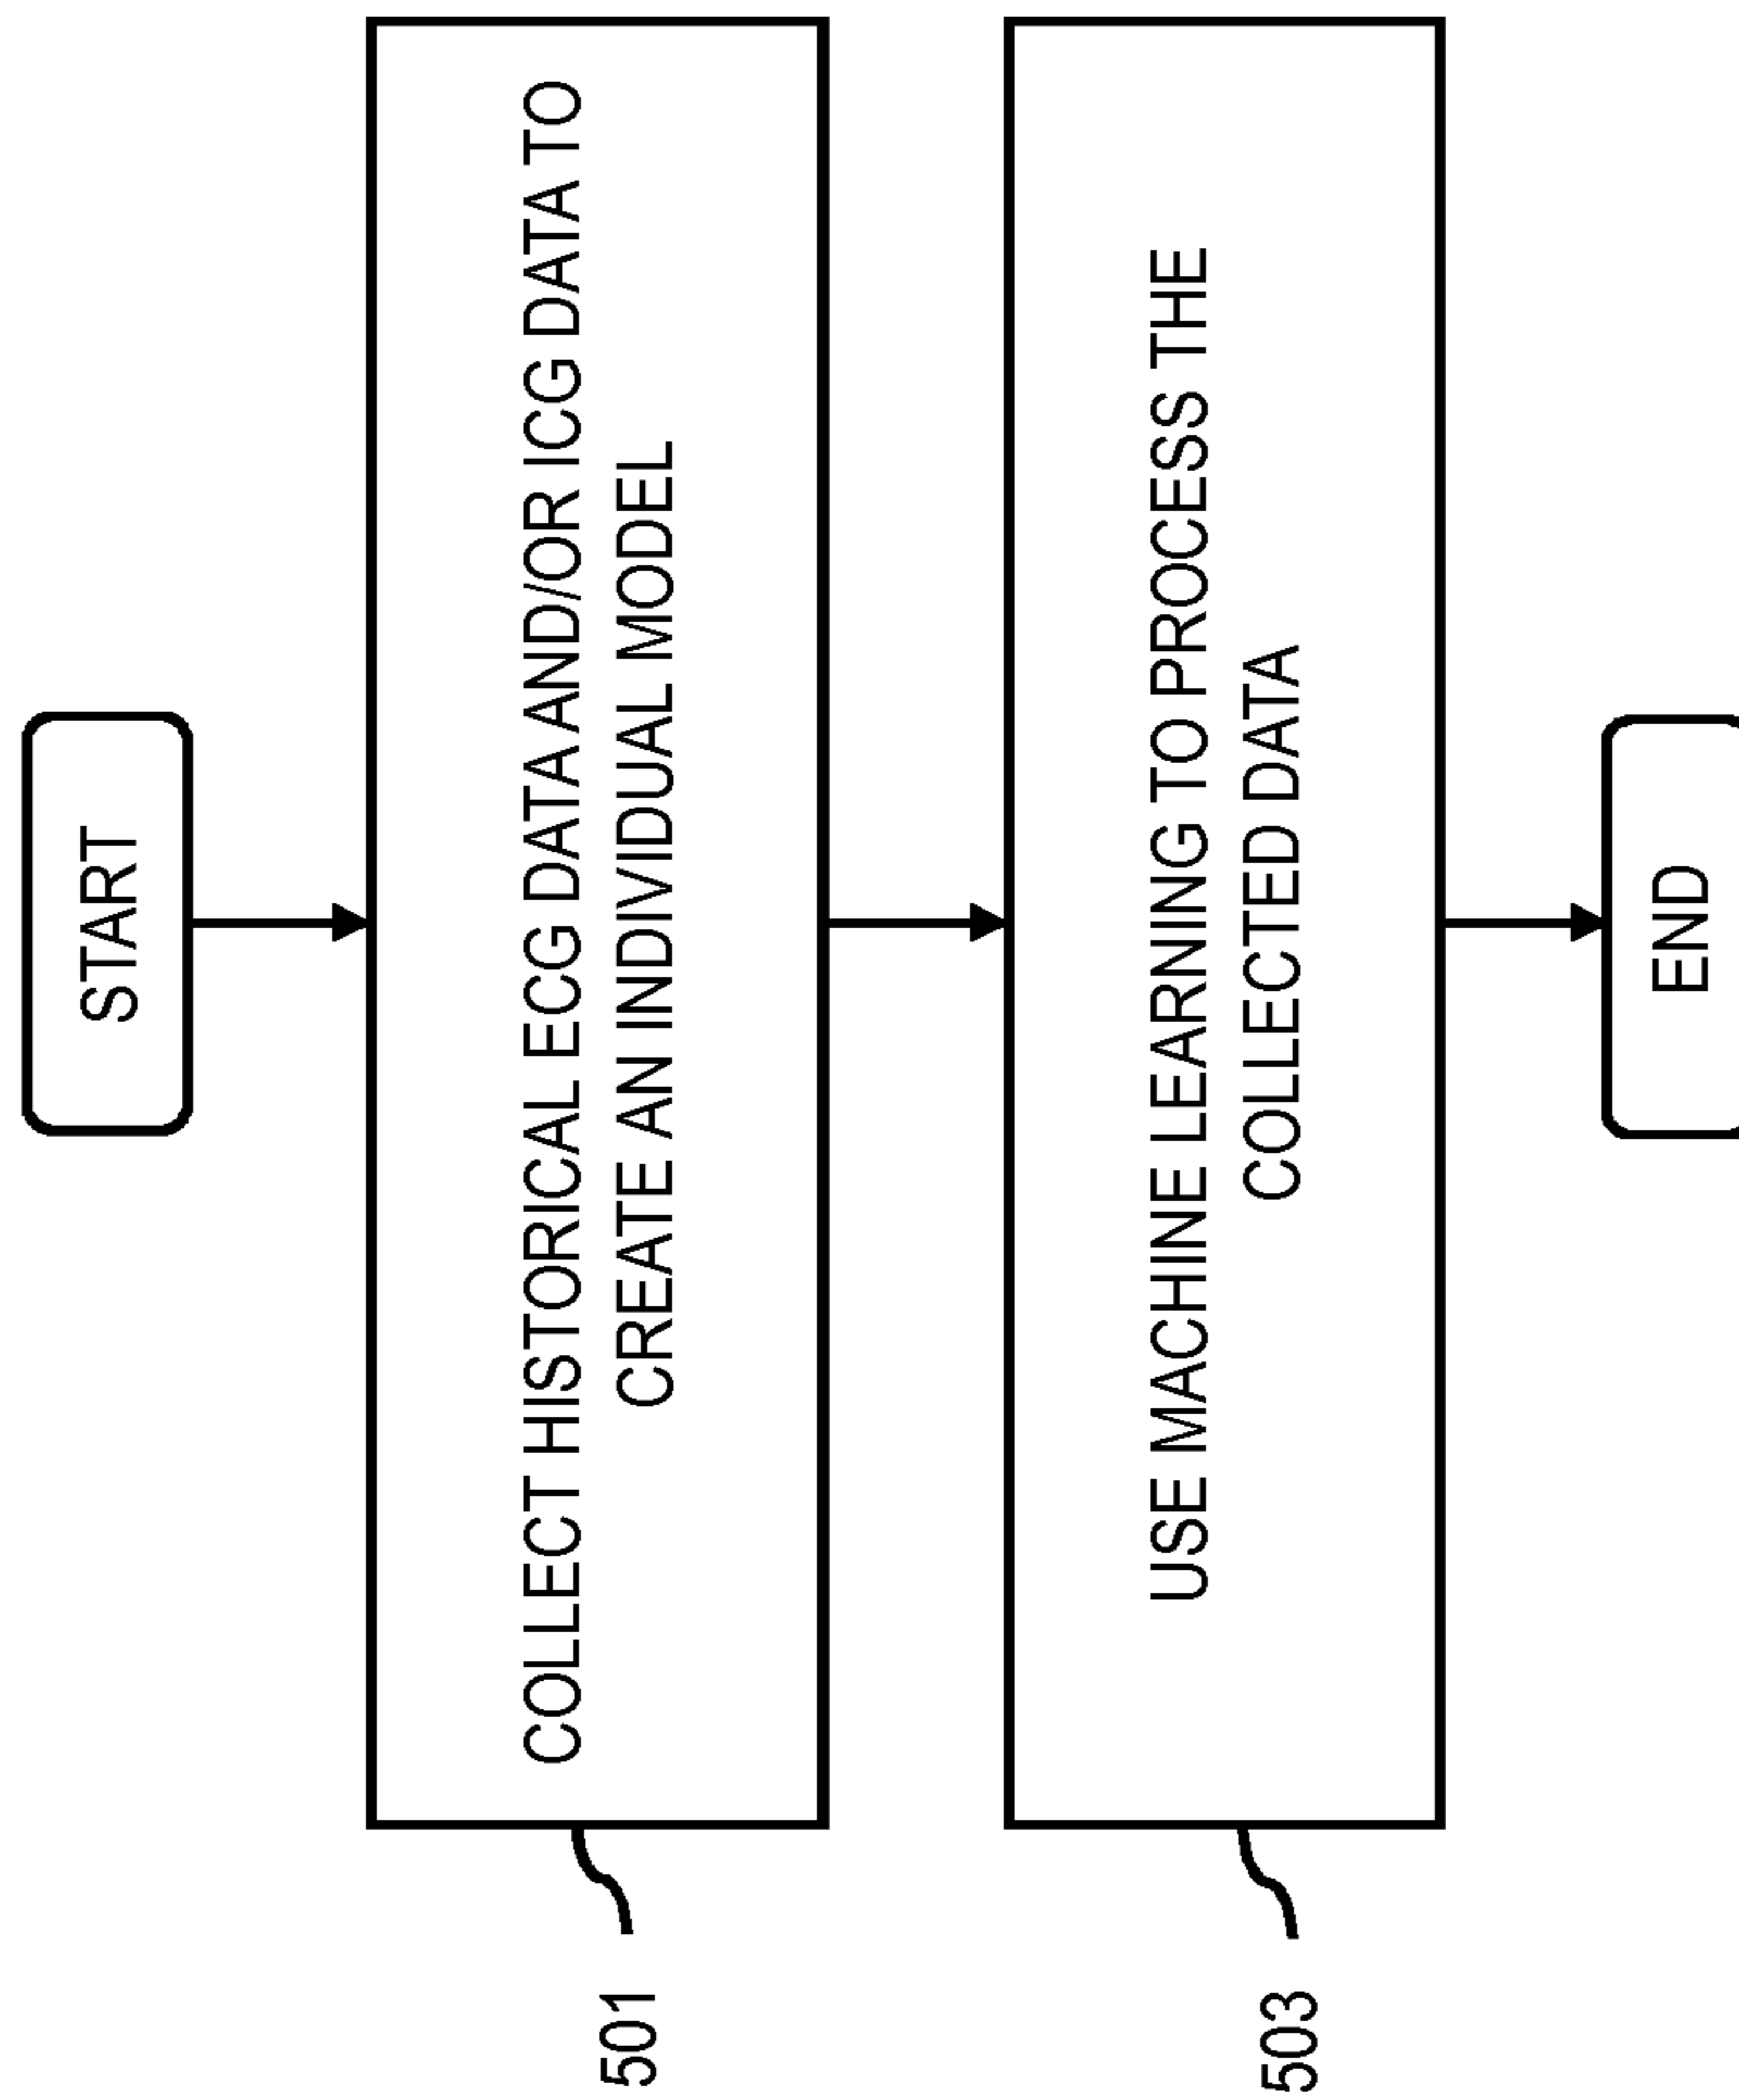 START
COLLECT HISTORICAL ECG DATA AND/OR ICG DATA TO
CREATE AN INDIVIDUAL MODEL
501
USE MACHINE LEARNING TO PROCESS THE
COLLECTED DATA
503
END